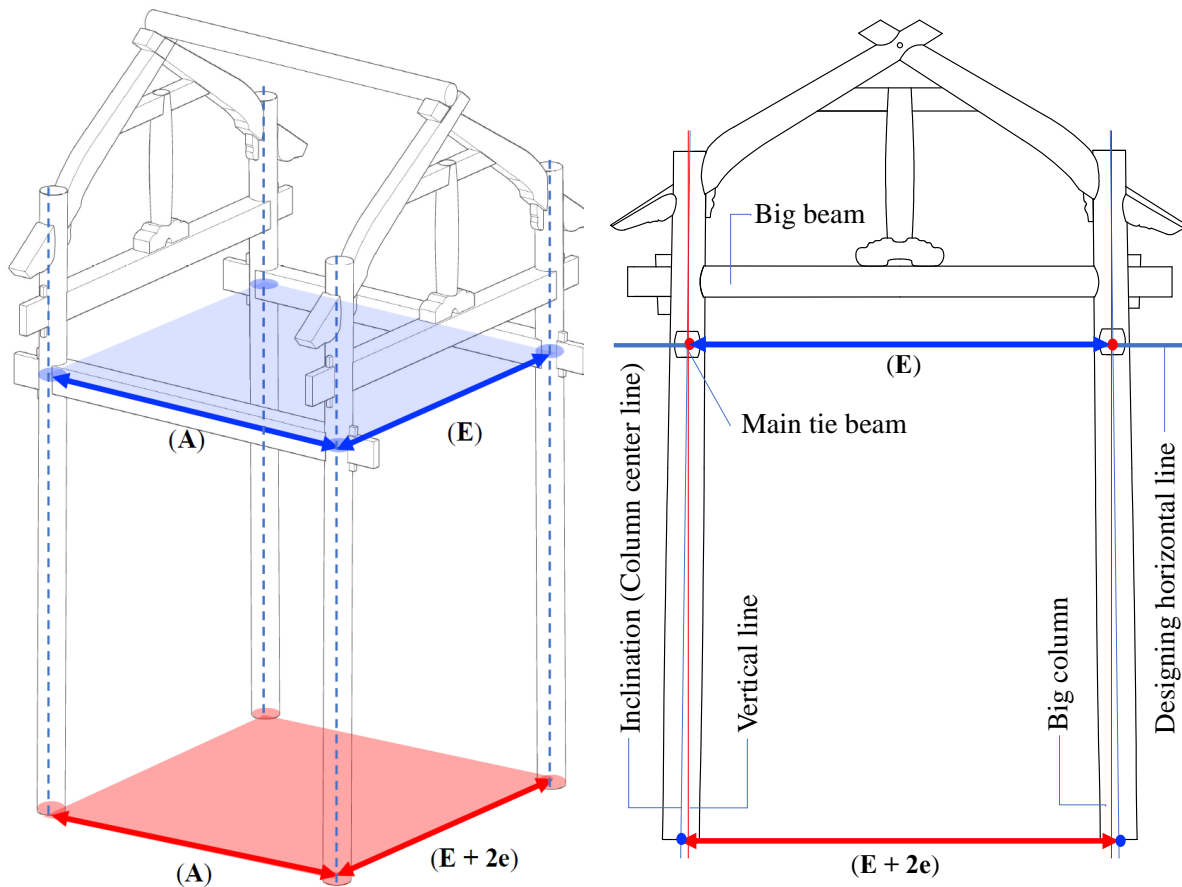 (A)
(E)
(A)
(E + 2e)
Big beam
(E)
Main tie beam
Inclination (Column center line)
Vertical line
Big column
Designing horizontal line
(E + 2e)